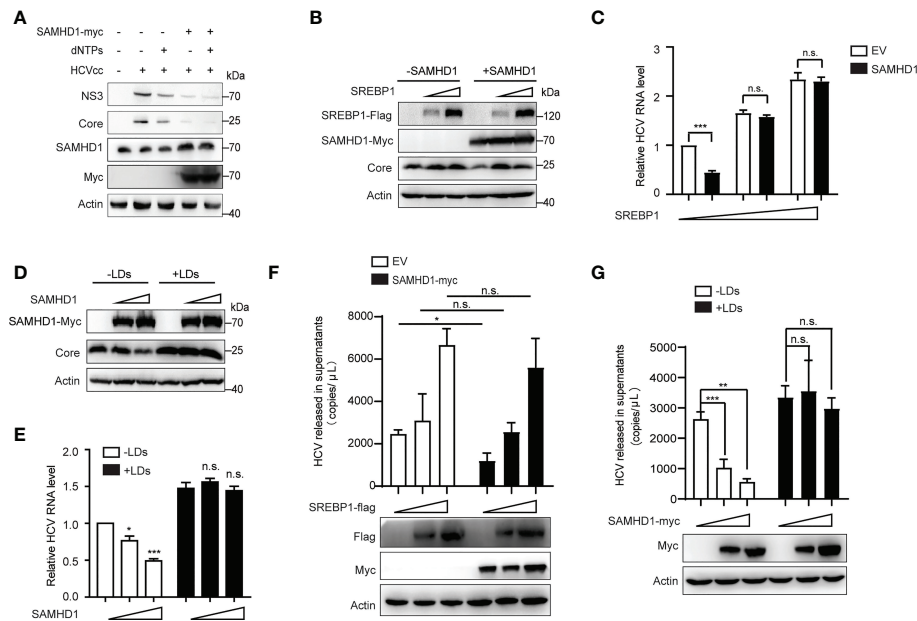 A
SAMHD1-myc - - - + +
dNTPs - - + - +
HCVcc - + + + +
kDa
NS3
70
Core
25
SAMHD1
70
Myc
70
Actin
40
B
-SAMHD1 +SAMHD1
SREBP1
kDa
SREBP1-Flag
120
SAMHD1-Myc
70
Core
25
Actin
40
C
EV
SAMHD1
Relative HCV RNA level
3
2
1
0
***
n.s.
n.s.
SREBP1
D
-LDs +LDs
SAMHD1
kDa
SAMHD1-Myc
70
Core
25
Actin
40
E
-LDs
+LDs
Relative HCV RNA level
2.0
1.5
1.0
0.5
0.0
*
***
n.s.
n.s.
SAMHD1
F
EV
SAMHD1-myc
HCV released in supernatants
(copies/ μL)
8000
6000
4000
2000
0
n.s.
n.s.
*
SREBP1-flag
Flag
Myc
Actin
G
-LDs
+LDs
HCV released in supernatants
(copies/μL)
5000
4000
3000
2000
1000
0
**
***
n.s.
n.s.
SAMHD1-myc
Myc
Actin